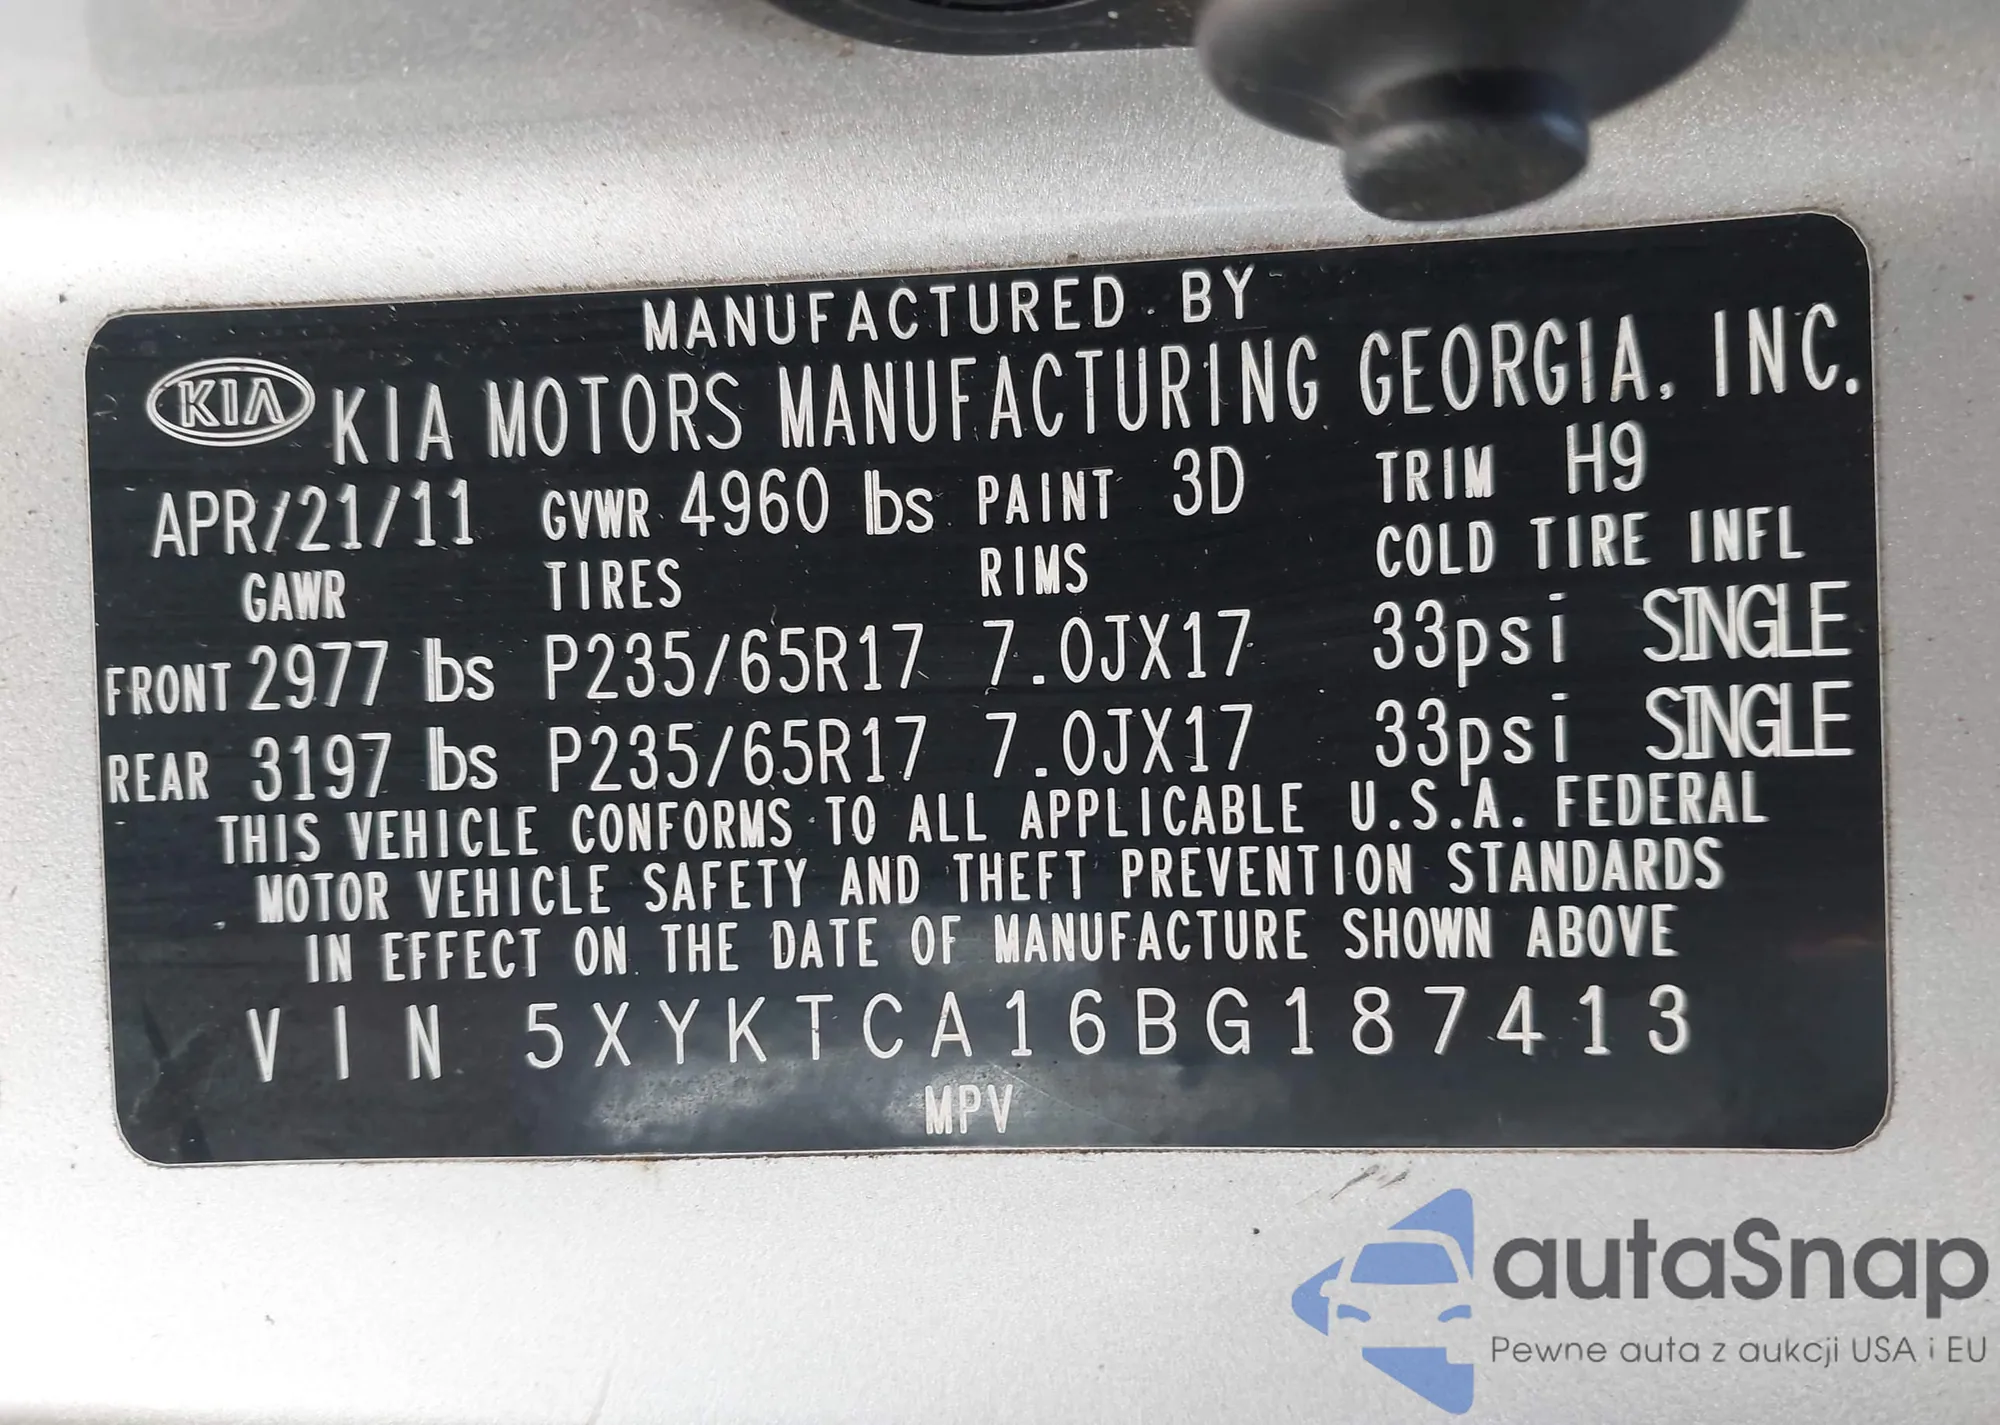 MANUFACTURED BY
KIA KIA MOTORS MANUFACTURING GEORGIA, INC.
APR/21/11 GVWR 4960 lbs PAINT 3D TRIM H9
GAWR TIRES RIMS COLD TIRE INFL
FRONT 2977 lbs P235/65R17 7.0JX17 33psi SINGLE
REAR 3197 lbs P235/65R17 7.0JX17 33psi SINGLE
THIS VEHICLE CONFORMS TO ALL APPLICABLE U.S.A. FEDERAL
MOTOR VEHICLE SAFETY AND THEFT PREVENTION STANDARDS
IN EFFECT ON THE DATE OF MANUFACTURE SHOWN ABOVE
VIN 5XYKTCA16BG187413
MPV
autaSnap
Pewne auta z aukcji USA i EU